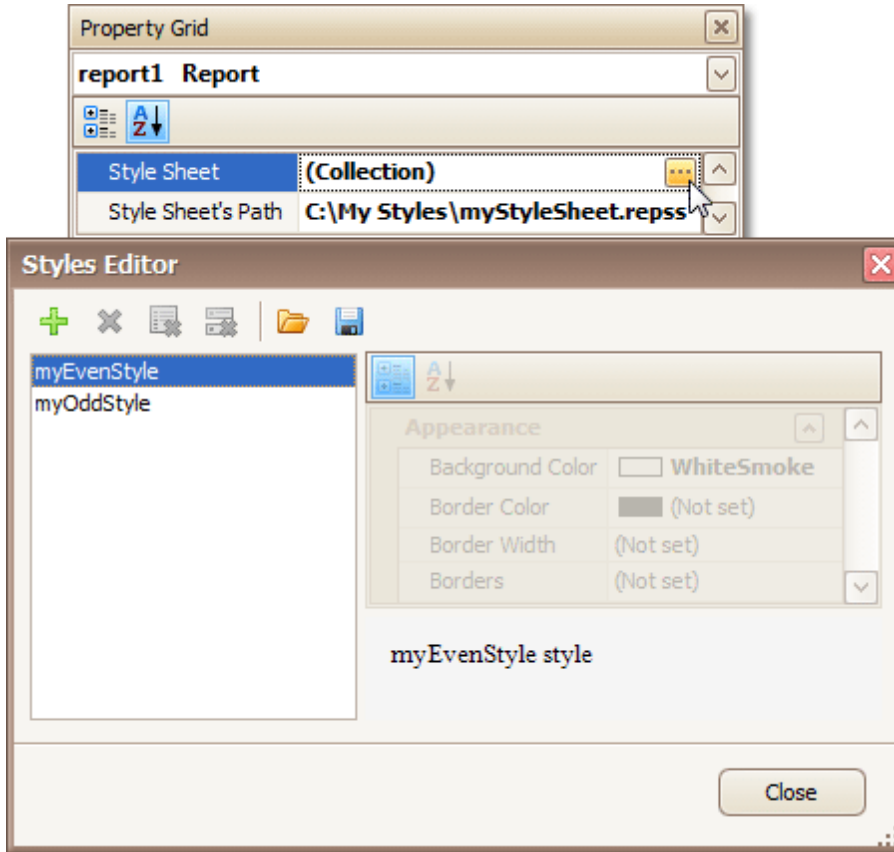 Property Grid
report1 Report
Style Sheet (Collection)
Style Sheet's Path C:\My Styles\myStyleSheet.repss
Styles Editor
myEvenStyle
myOddStyle
Appearance
Background Color WhiteSmoke
Border Color (Not set)
Border Width (Not set)
Borders (Not set)
myEvenStyle style
Close